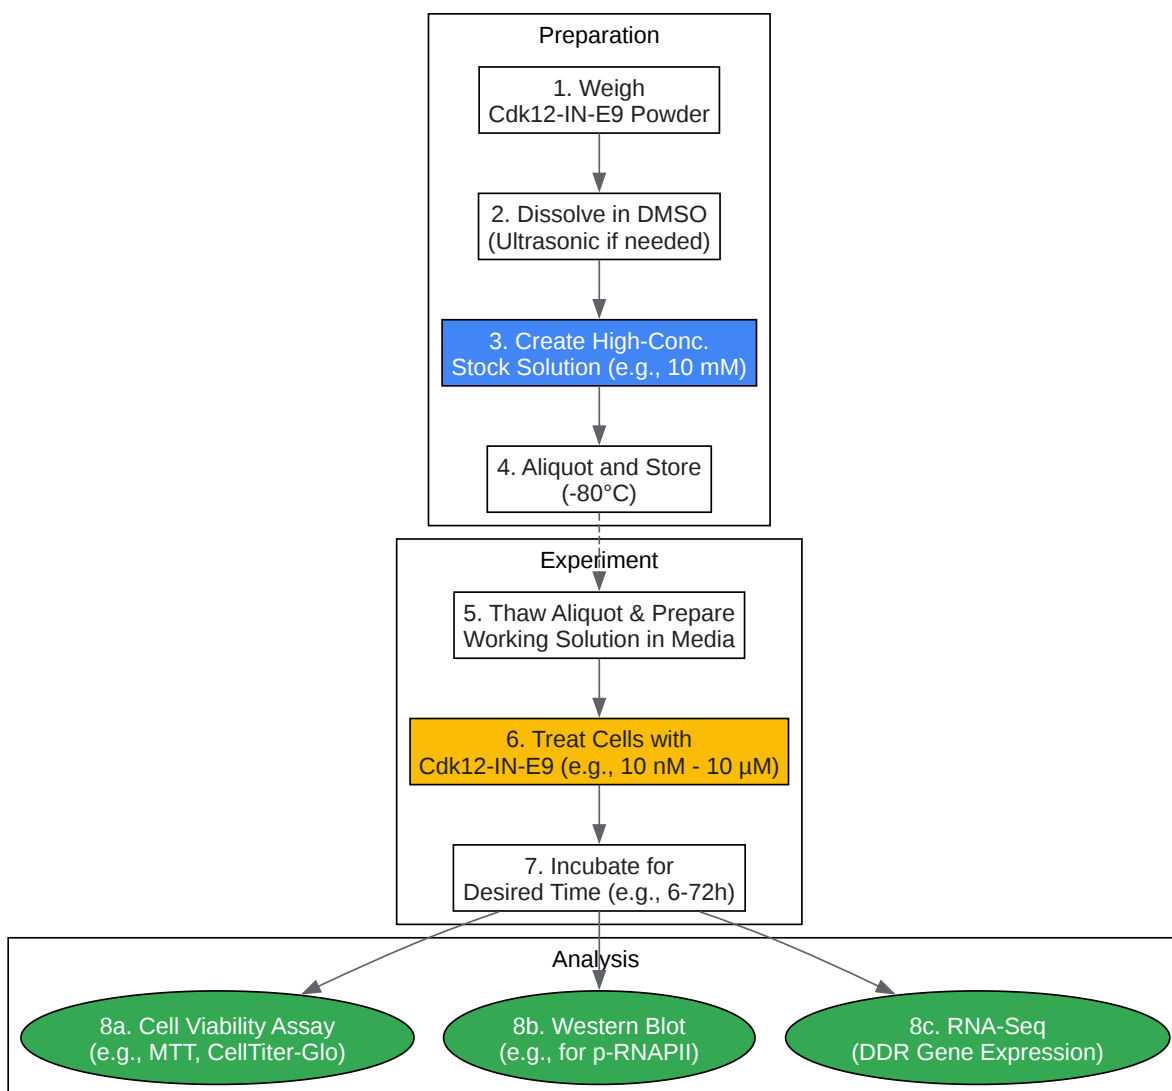 Preparation
1. Weigh
Cdk12-IN-E9 Powder
2. Dissolve in DMSO
(Ultrasonic if needed)
3. Create High-Conc.
Stock Solution (e.g., 10 mM)
4. Aliquot and Store
(-80°C)
Experiment
5. Thaw Aliquot & Prepare
Working Solution in Media
6. Treat Cells with
Cdk12-IN-E9 (e.g., 10 nM - 10 µM)
7. Incubate for
Desired Time (e.g., 6-72h)
Analysis
8a. Cell Viability Assay
(e.g., MTT, CellTiter-Glo)
8b. Western Blot
(e.g., for p-RNAPII)
8c. RNA-Seq
(DDR Gene Expression)